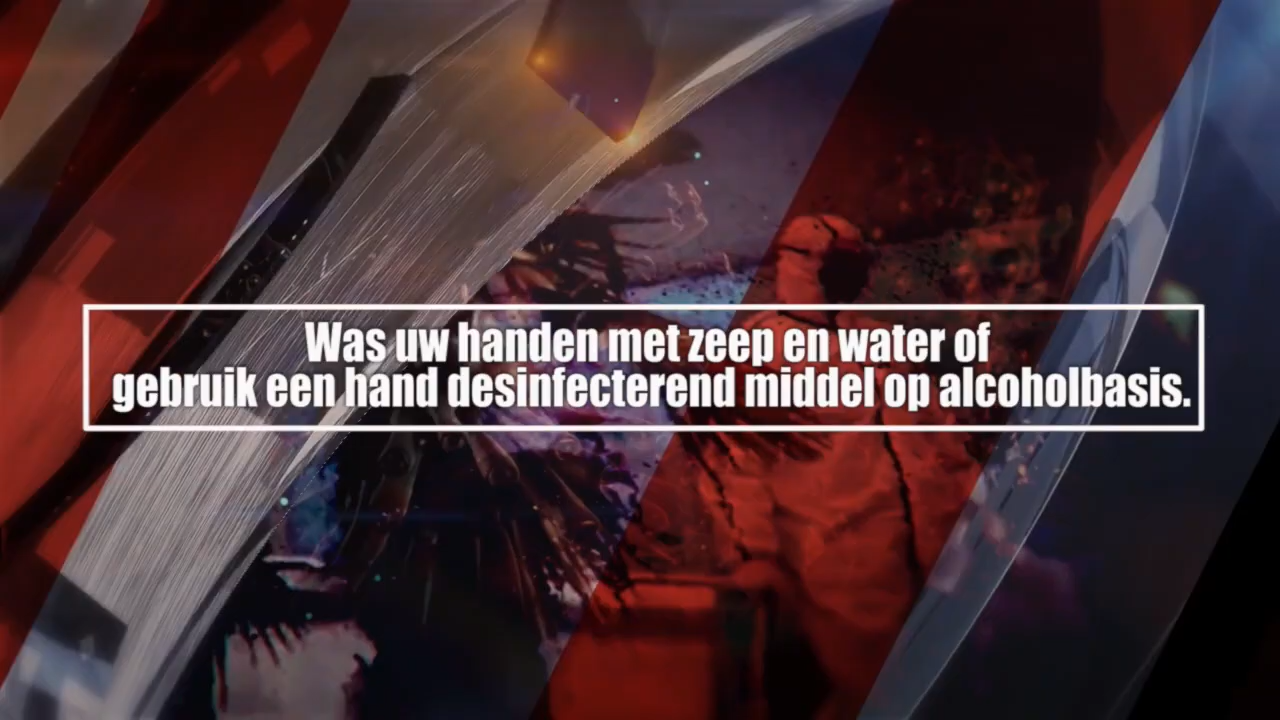 Was uw handen met zeep en water of
gebruik een hand desinfecterend middel op alcoholbasis.